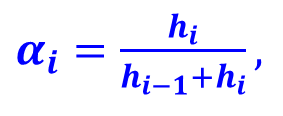 αᵢ = hᵢ / (hᵢ₋₁+hᵢ) ,